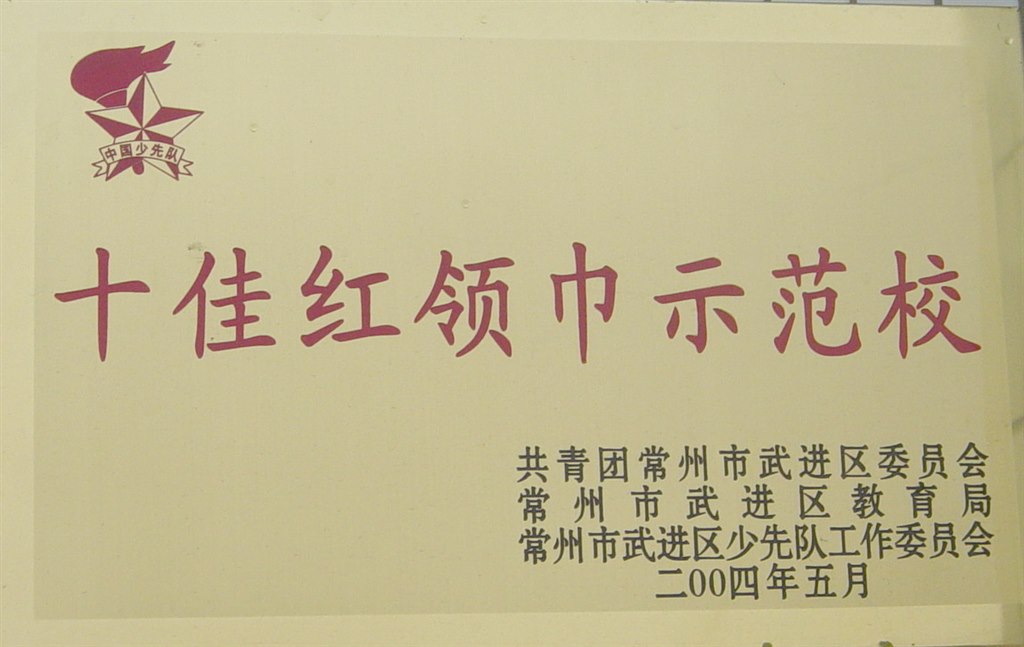 中国少先队
十佳红领巾示范校
共青团常州市武进区委员会
常州市武进区教育局
常州市武进区少先队工作委员会
二00四年五月